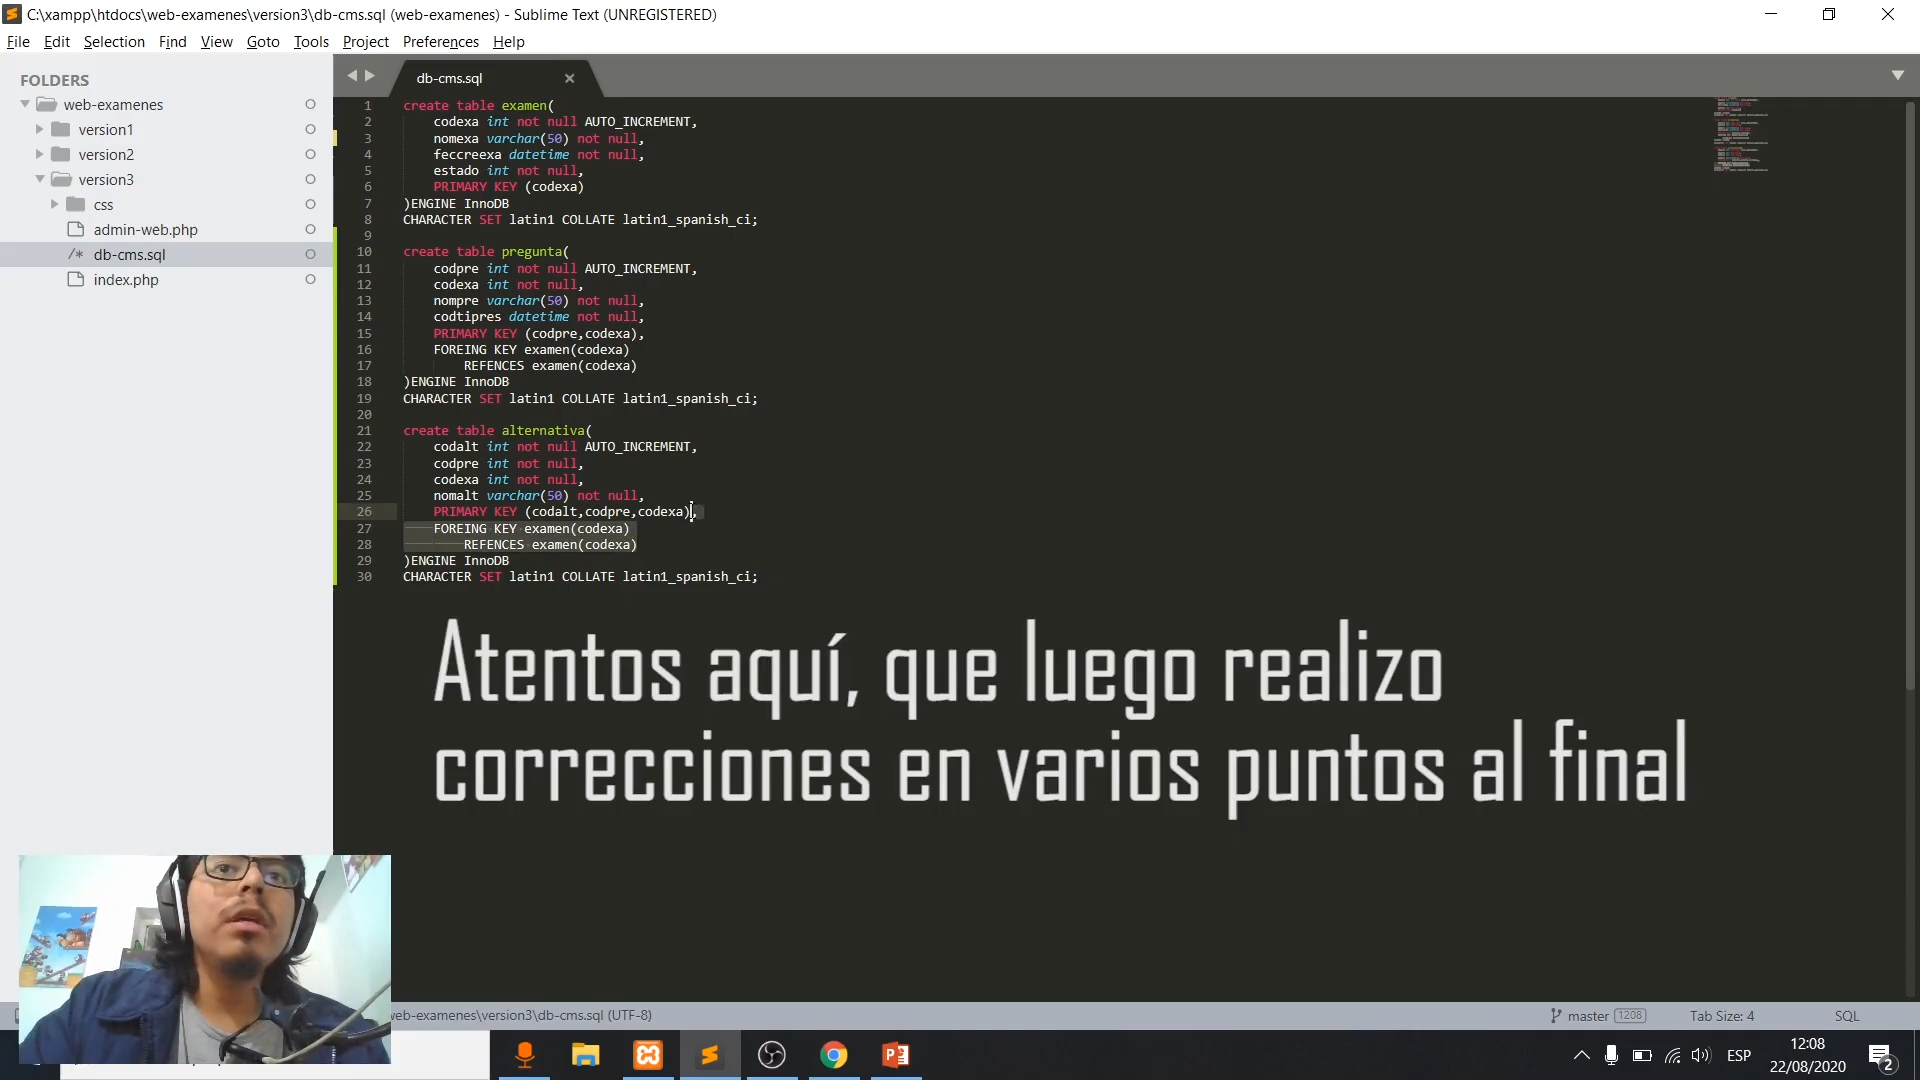 C:\xampp\htdocs\web-examenes\version3\db-cms.sql (web-examenes) - Sublime Text (UNREGISTERED)
File Edit Selection Find View Goto Tools Project Preferences Help
FOLDERS
web-examenes
version1
version2
version3
css
admin-web.php
/* db-cms.sql
index.php
db-cms.sql
1 create table examen(
2 codexa int not null AUTO_INCREMENT,
3 nomexa varchar(50) not null,
4 feccreexa datetime not null,
5 estado int not null,
6 PRIMARY KEY (codexa)
7 )ENGINE InnoDB
8 CHARACTER SET latin1 COLLATE latin1_spanish_ci;
9
10 create table pregunta(
11 codpre int not null AUTO_INCREMENT,
12 codexa int not null,
13 nompre varchar(50) not null,
14 codtipres datetime not null,
15 PRIMARY KEY (codpre,codexa),
16 FOREING KEY examen(codexa)
17 REFENCES examen(codexa)
18 )ENGINE InnoDB
19 CHARACTER SET latin1 COLLATE latin1_spanish_ci;
20
21 create table alternativa(
22 codalt int not null AUTO_INCREMENT,
23 codpre int not null,
24 codexa int not null,
25 nomalt varchar(50) not null,
26 PRIMARY KEY (codalt,codpre,codexa),
27 FOREING KEY examen(codexa)
28 REFENCES examen(codexa)
29 )ENGINE InnoDB
30 CHARACTER SET latin1 COLLATE latin1_spanish_ci;
Atentos aquí, que luego realizo
correcciones en varios puntos al final
web-examenes\version3\db-cms.sql (UTF-8)
master 1208 Tab Size: 4 SQL
ESP
12:08
22/08/2020
2